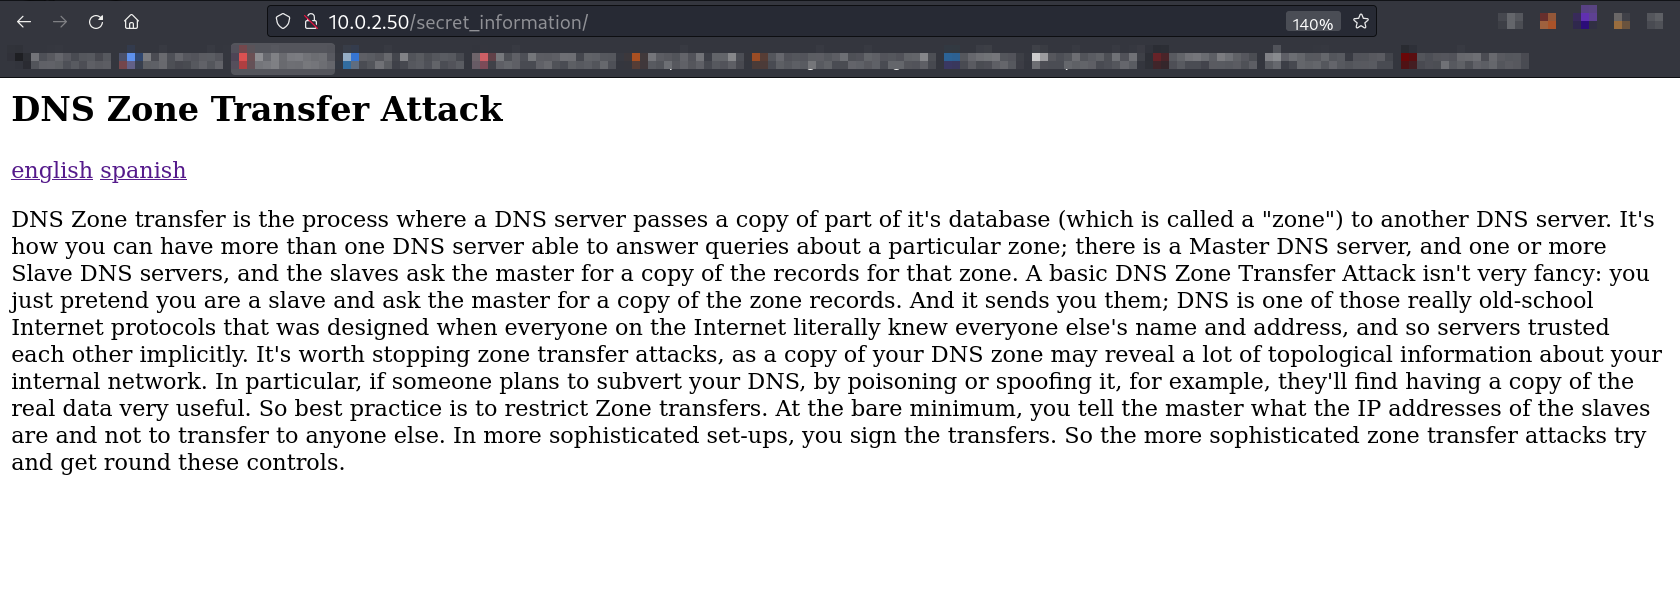 10.0.2.50/secret_information/
140%
DNS Zone Transfer Attack
english spanish
DNS Zone transfer is the process where a DNS server passes a copy of part of it's database (which is called a "zone") to another DNS server. It's
how you can have more than one DNS server able to answer queries about a particular zone; there is a Master DNS server, and one or more
Slave DNS servers, and the slaves ask the master for a copy of the records for that zone. A basic DNS Zone Transfer Attack isn't very fancy: you
just pretend you are a slave and ask the master for a copy of the zone records. And it sends you them; DNS is one of those really old-school
Internet protocols that was designed when everyone on the Internet literally knew everyone else's name and address, and so servers trusted
each other implicitly. It's worth stopping zone transfer attacks, as a copy of your DNS zone may reveal a lot of topological information about your
internal network. In particular, if someone plans to subvert your DNS, by poisoning or spoofing it, for example, they'll find having a copy of the
real data very useful. So best practice is to restrict Zone transfers. At the bare minimum, you tell the master what the IP addresses of the slaves
are and not to transfer to anyone else. In more sophisticated set-ups, you sign the transfers. So the more sophisticated zone transfer attacks try
and get round these controls.